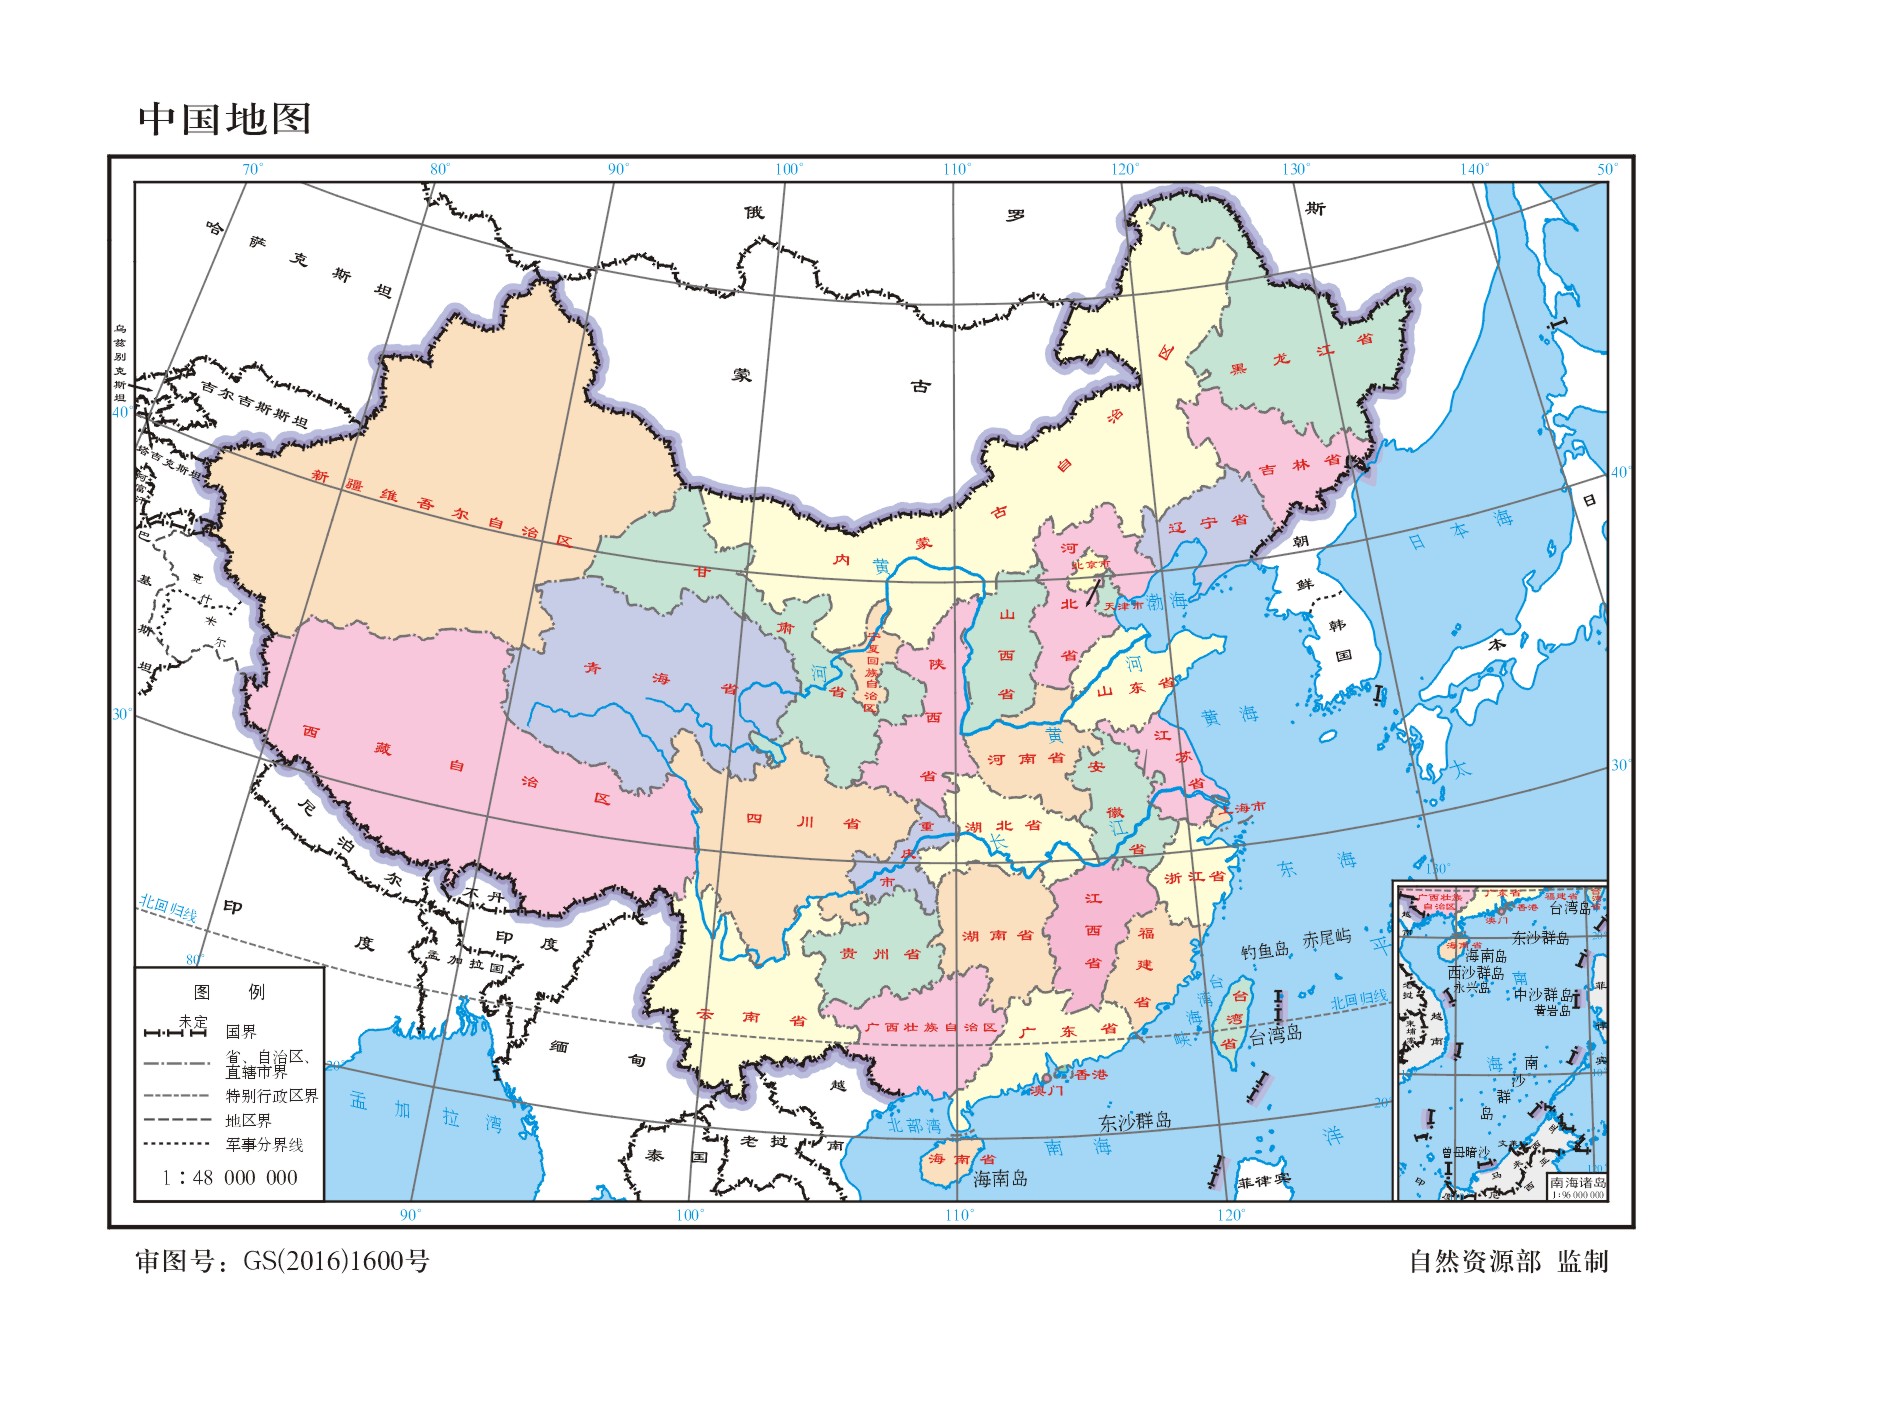 中国地图
70°
80°
90°
100°
110°
120°
130°
140°
50°
俄罗斯
哈萨克斯坦
乌兹别克斯坦
吉尔吉斯斯坦
塔吉克斯坦
阿富汗
巴基斯坦
克什米尔
蒙古
40°
40°
30°
30°
新疆维吾尔自治区
西藏自治区
青海省
甘肃省
内蒙古自治区
黑龙江省
吉林省
辽宁省
河北省
北京市
天津市
山西省
陕西省
宁夏回族自治区
山东省
河南省
江苏省
安徽省
上海市
浙江省
湖北省
重庆市
四川省
贵州省
湖南省
江西省
福建省
云南省
广西壮族自治区
广东省
香港
澳门
海南省
海南岛
台湾省
台湾岛
台湾海峡
钓鱼岛
赤尾屿
东沙群岛
黄河
黄河
长江
渤海
黄海
东海
南海
日本海
太平洋
北部湾
孟加拉湾
朝鲜
韩国
日本
尼泊尔
不丹
印度
印度
孟加拉国
缅甸
老挝
越南
泰国
菲律宾
北回归线
北回归线
80°
130°
20°
20°
图例
未定
国界
省、自治区、
直辖市界
特别行政区界
地区界
军事分界线
1：48 000 000
90°
100°
110°
120°
广西壮族
自治区
广东省
福建省
香港
澳门
台湾岛
东沙群岛
海南省
海南岛
西沙群岛
永兴岛
中沙群岛
黄岩岛
南海
南沙群岛
曾母暗沙
越南
老挝
柬埔寨
菲律宾
文莱
马来西亚
南海诸岛
1：96 000 000
审图号：GS(2016)1600号
自然资源部 监制